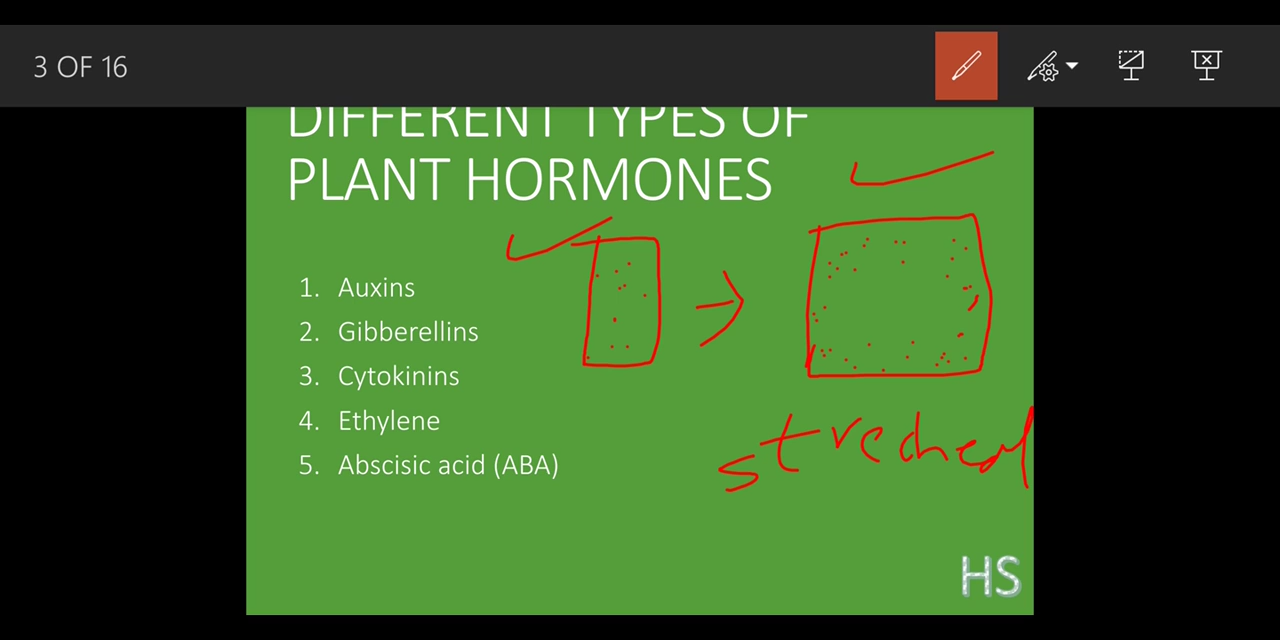 3 OF 16
DIFFERENT TYPES OF
PLANT HORMONES
1. Auxins
2. Gibberellins
3. Cytokinins
4. Ethylene
5. Abscisic acid (ABA)
streched
HS